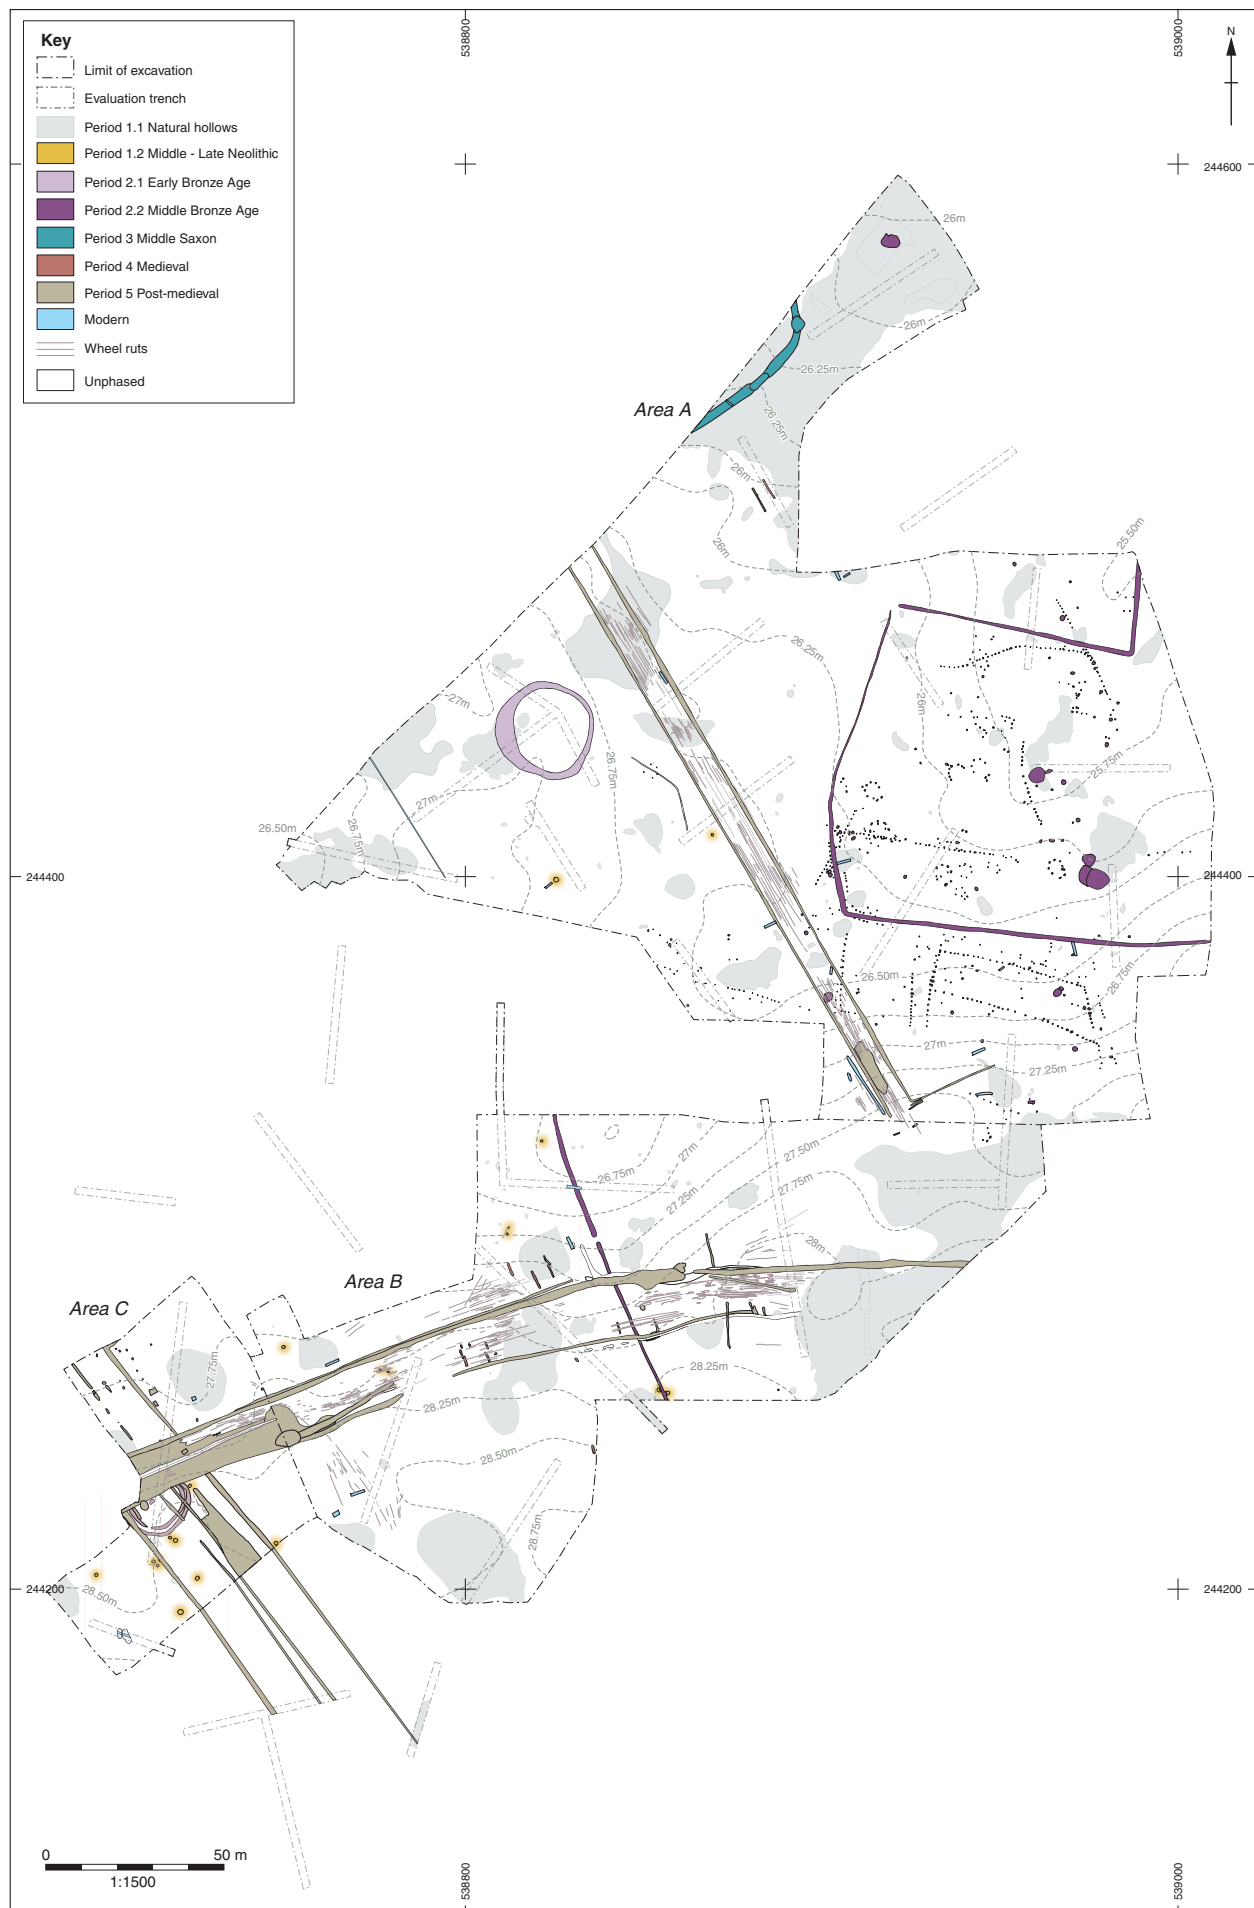 538800
539000
Key
Limit of excavation
Evaluation trench
Period 1.1 Natural hollows
Period 1.2 Middle - Late Neolithic
Period 2.1 Early Bronze Age
Period 2.2 Middle Bronze Age
Period 3 Middle Saxon
Period 4 Medieval
Period 5 Post-medieval
Modern
Wheel ruts
Unphased
N
244600
26m
26m
26.25m
Area A
26.25m
26m
26m
25.50m
26.25m
27m
26m
26.75m
25.75m
27m
26.50m
26.75m
244400
244400
26.50m
26.75m
27m
27.25m
27.50m
27m
26.75m
27.75m
27.25m
28m
Area B
Area C
27.75m
28.25m
28.25m
28.50m
28.75m
244200
28.50m
244200
0
50 m
1:1500
538800
539000